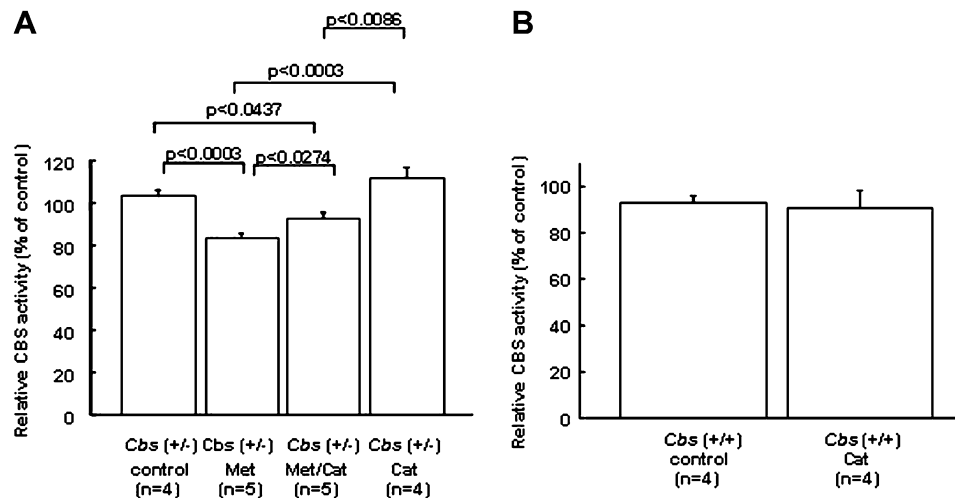 A
B
p<0.0086
p<0.0003
p<0.0437
p<0.0003
p<0.0274
Relative CBS activity (% of control)
120
100
80
60
40
20
0
Cbs (+/-) Cbs (+/-) Cbs (+/-) Cbs (+/-)
control Met Met/Cat Cat
(n=4) (n=5) (n=5) (n=4)
Relative CBS activity (% of control)
100
80
60
40
20
0
Cbs (+/+) Cbs (+/+)
control Cat
(n=4) (n=4)